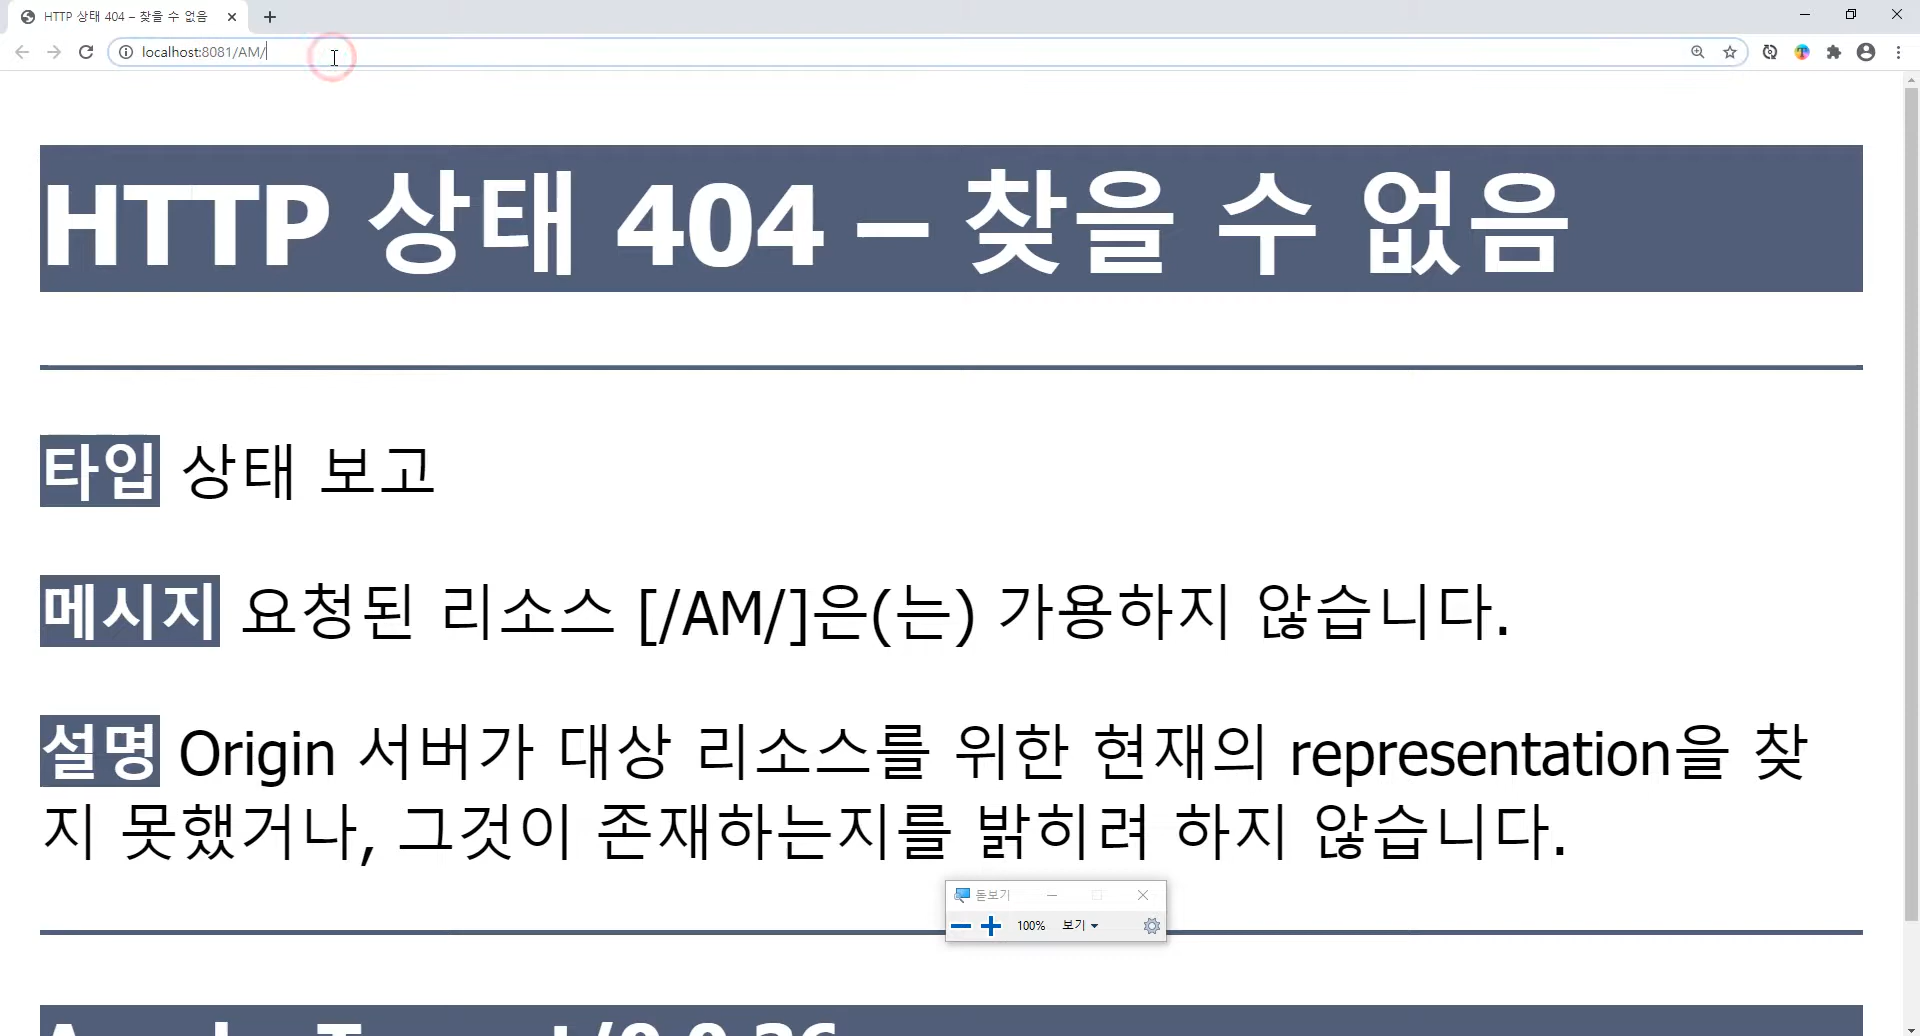 HTTP 상태 404 – 찾을 수 없음
localhost:8081/AM/
HTTP 상태 404 – 찾을 수 없음
타입 상태 보고
메시지 요청된 리소스 [/AM/]은(는) 가용하지 않습니다.
설명 Origin 서버가 대상 리소스를 위한 현재의 representation을 찾
지 못했거나, 그것이 존재하는지를 밝히려 하지 않습니다.
돋보기
100% 보기